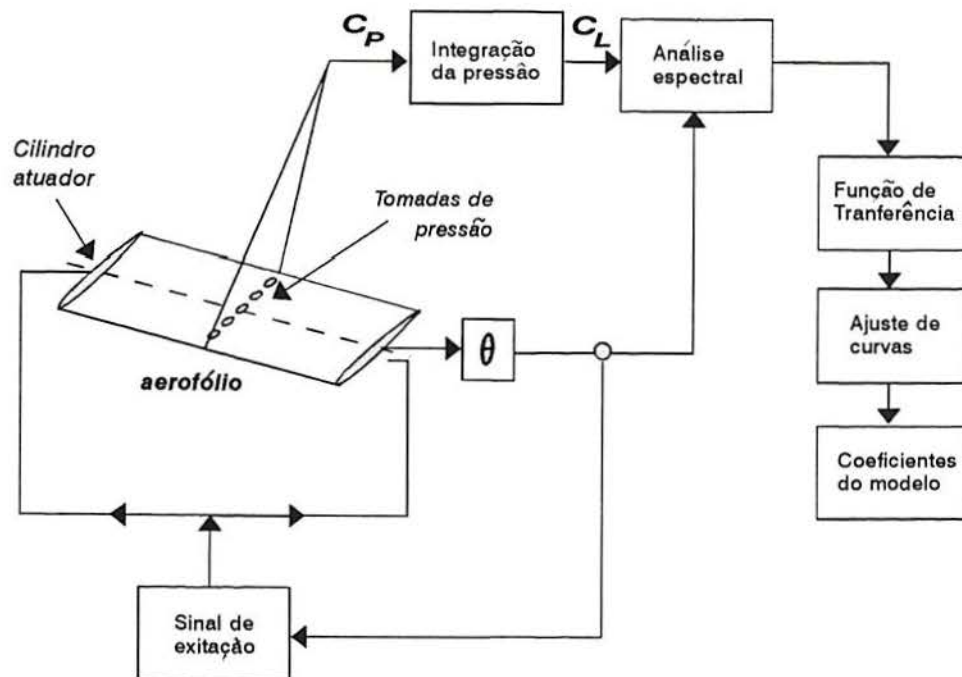 C_P
Integração
da pressão
C_L
Análise
espectral
Cilindro
atuador
Tomadas de
pressão
Função de
Tranferência
θ
aerofólio
Ajuste de
curvas
Coeficientes
do modelo
Sinal de
exitação